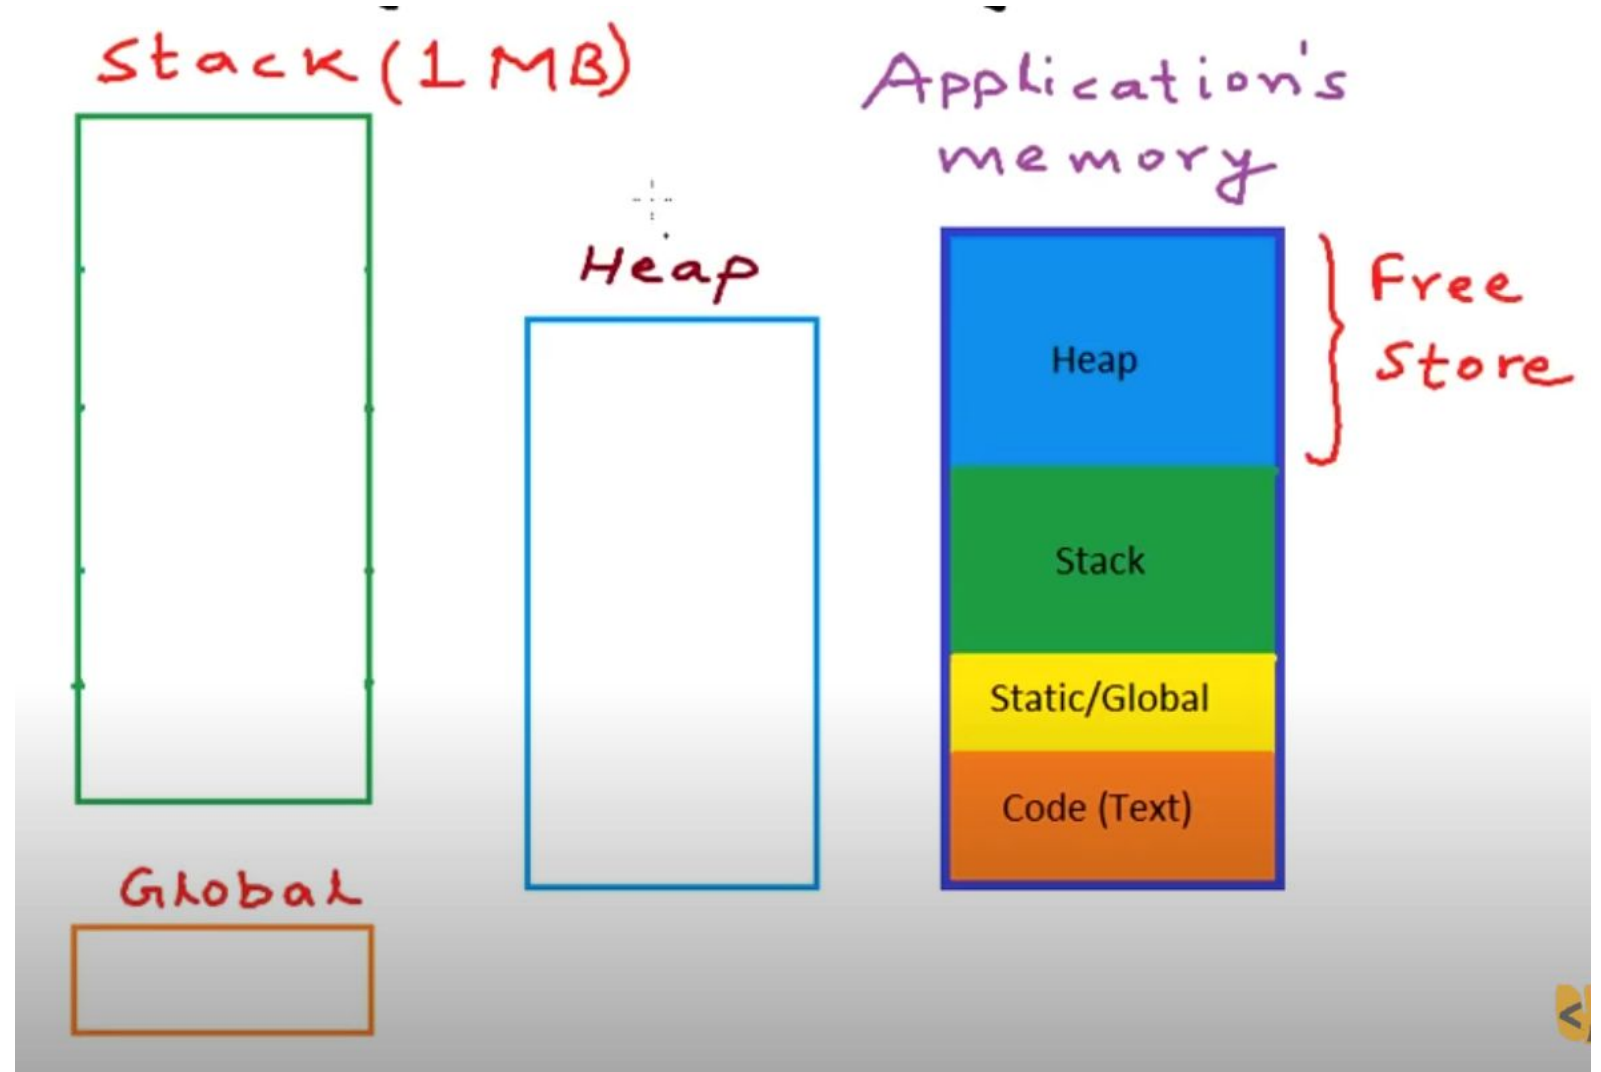 Stack (1 MB)
Application's
memory
Heap
Free
Store
Heap
Stack
Static/Global
Code (Text)
Global